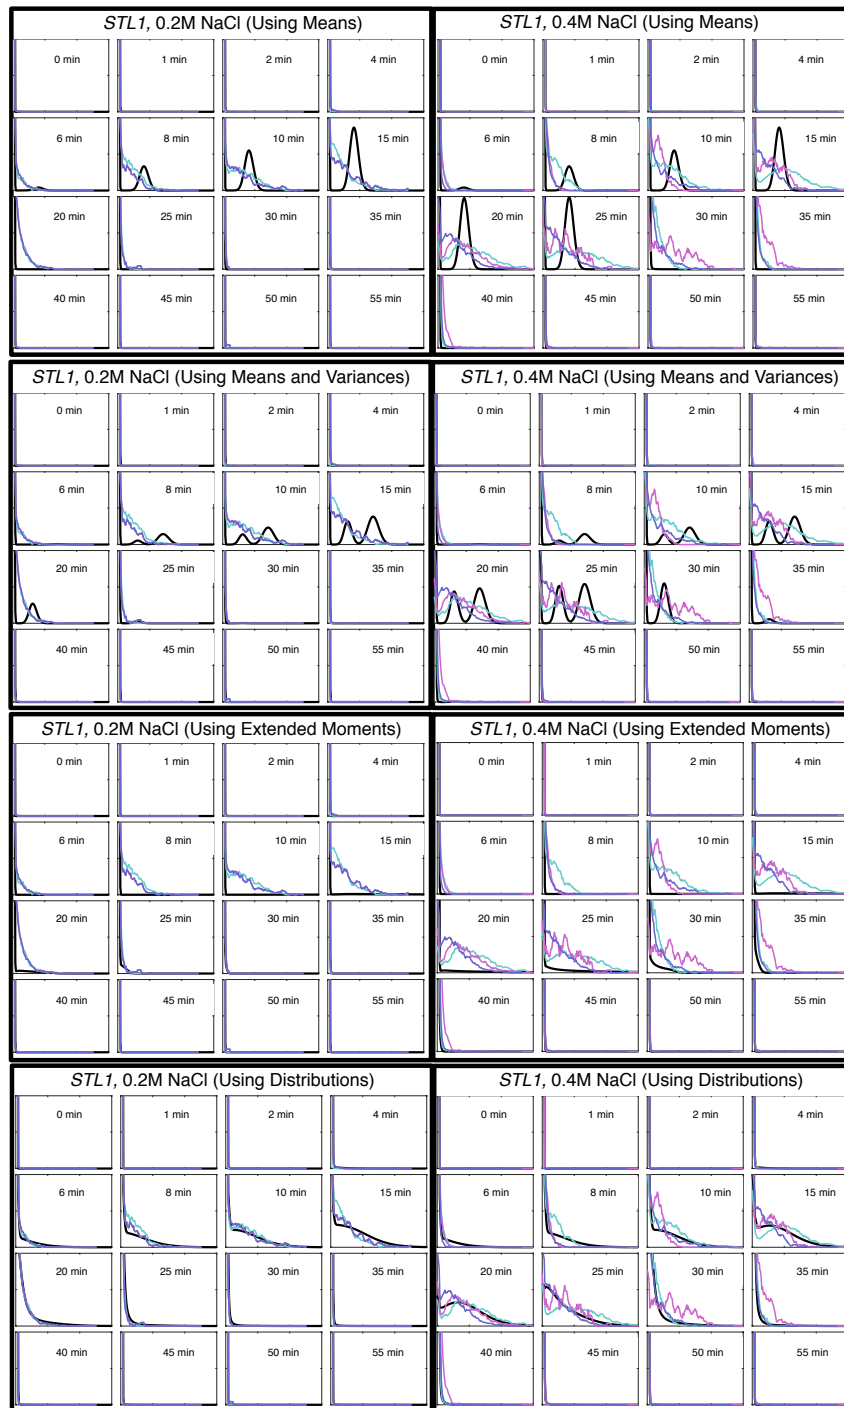 STL1, 0.2M NaCl (Using Means)
0 min 1 min 2 min 4 min
6 min 8 min 10 min 15 min
20 min 25 min 30 min 35 min
40 min 45 min 50 min 55 min
STL1, 0.4M NaCl (Using Means)
0 min 1 min 2 min 4 min
6 min 8 min 10 min 15 min
20 min 25 min 30 min 35 min
40 min 45 min 50 min 55 min
STL1, 0.2M NaCl (Using Means and Variances)
0 min 1 min 2 min 4 min
6 min 8 min 10 min 15 min
20 min 25 min 30 min 35 min
40 min 45 min 50 min 55 min
STL1, 0.4M NaCl (Using Means and Variances)
0 min 1 min 2 min 4 min
6 min 8 min 10 min 15 min
20 min 25 min 30 min 35 min
40 min 45 min 50 min 55 min
STL1, 0.2M NaCl (Using Extended Moments)
0 min 1 min 2 min 4 min
6 min 8 min 10 min 15 min
20 min 25 min 30 min 35 min
40 min 45 min 50 min 55 min
STL1, 0.4M NaCl (Using Extended Moments)
0 min 1 min 2 min 4 min
6 min 8 min 10 min 15 min
20 min 25 min 30 min 35 min
40 min 45 min 50 min 55 min
STL1, 0.2M NaCl (Using Distributions)
0 min 1 min 2 min 4 min
6 min 8 min 10 min 15 min
20 min 25 min 30 min 35 min
40 min 45 min 50 min 55 min
STL1, 0.4M NaCl (Using Distributions)
0 min 1 min 2 min 4 min
6 min 8 min 10 min 15 min
20 min 25 min 30 min 35 min
40 min 45 min 50 min 55 min